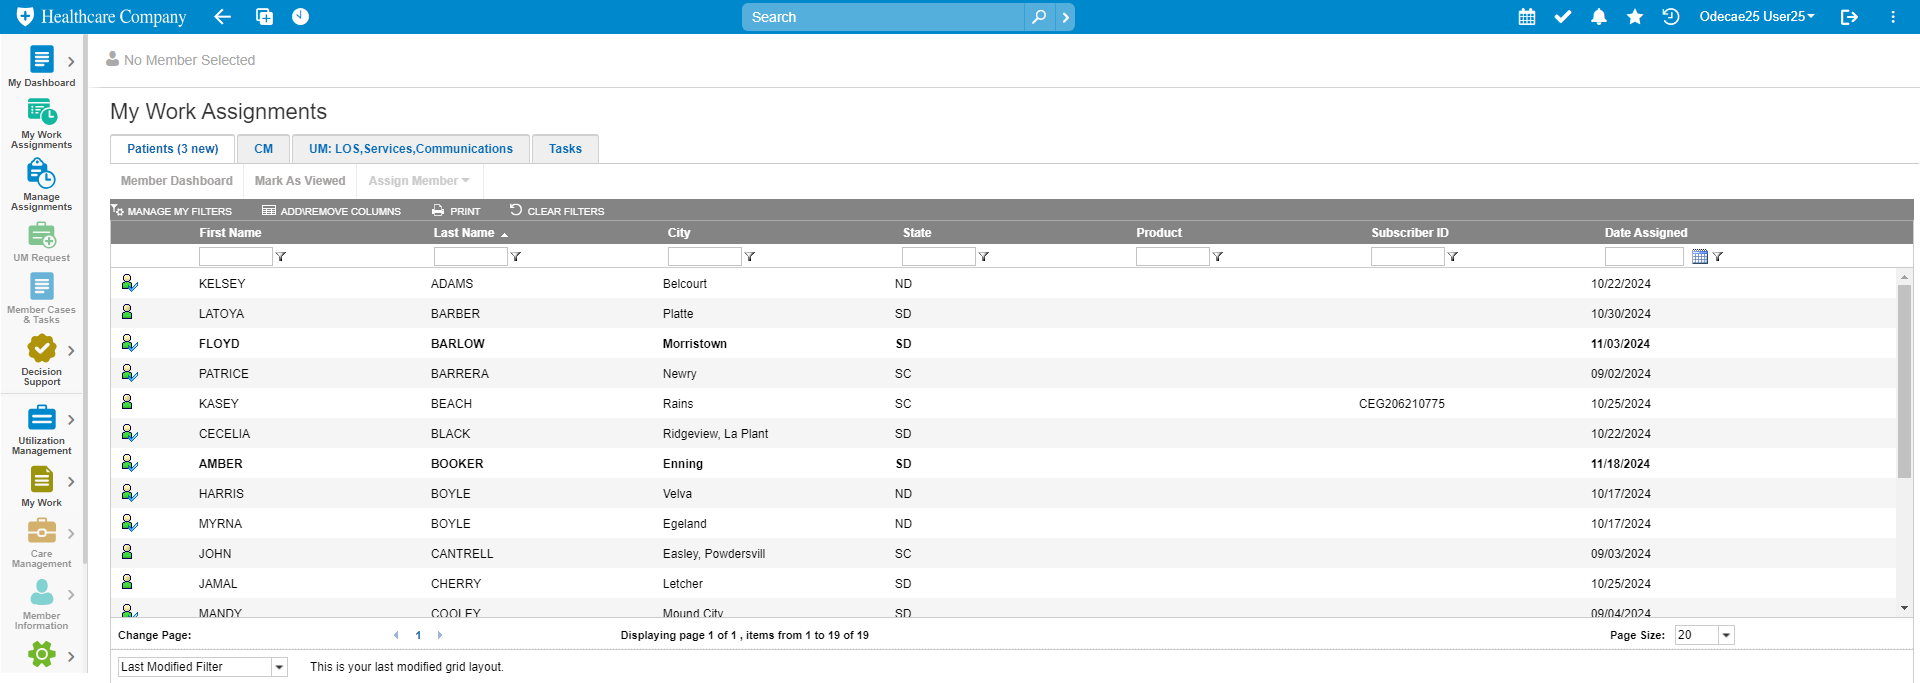 Healthcare Company
Search
Odecae25 User25
My Dashboard
My Work
Assignments
Manage
Assignments
UM Request
Member Cases
& Tasks
Decision
Support
Utilization
Management
My Work
Care
Management
Member
Information
No Member Selected
My Work Assignments
Patients (3 new) CM UM: LOS,Services,Communications Tasks
Member Dashboard Mark As Viewed Assign Member
MANAGE MY FILTERS ADD\REMOVE COLUMNS PRINT CLEAR FILTERS
First Name Last Name City State Product Subscriber ID Date Assigned
KELSEY ADAMS Belcourt ND 10/22/2024
LATOYA BARBER Platte SD 10/30/2024
FLOYD BARLOW Morristown SD 11/03/2024
PATRICE BARRERA Newry SC 09/02/2024
KASEY BEACH Rains SC CEG206210775 10/25/2024
CECELIA BLACK Ridgeview, La Plant SD 10/22/2024
AMBER BOOKER Enning SD 11/18/2024
HARRIS BOYLE Velva ND 10/17/2024
MYRNA BOYLE Egeland ND 10/17/2024
JOHN CANTRELL Easley, Powdersvill SC 09/03/2024
JAMAL CHERRY Letcher SD 10/25/2024
MANDY COOLEY Mound City SD 09/04/2024
Change Page: 1 Displaying page 1 of 1 , items from 1 to 19 of 19 Page Size: 20
Last Modified Filter This is your last modified grid layout.